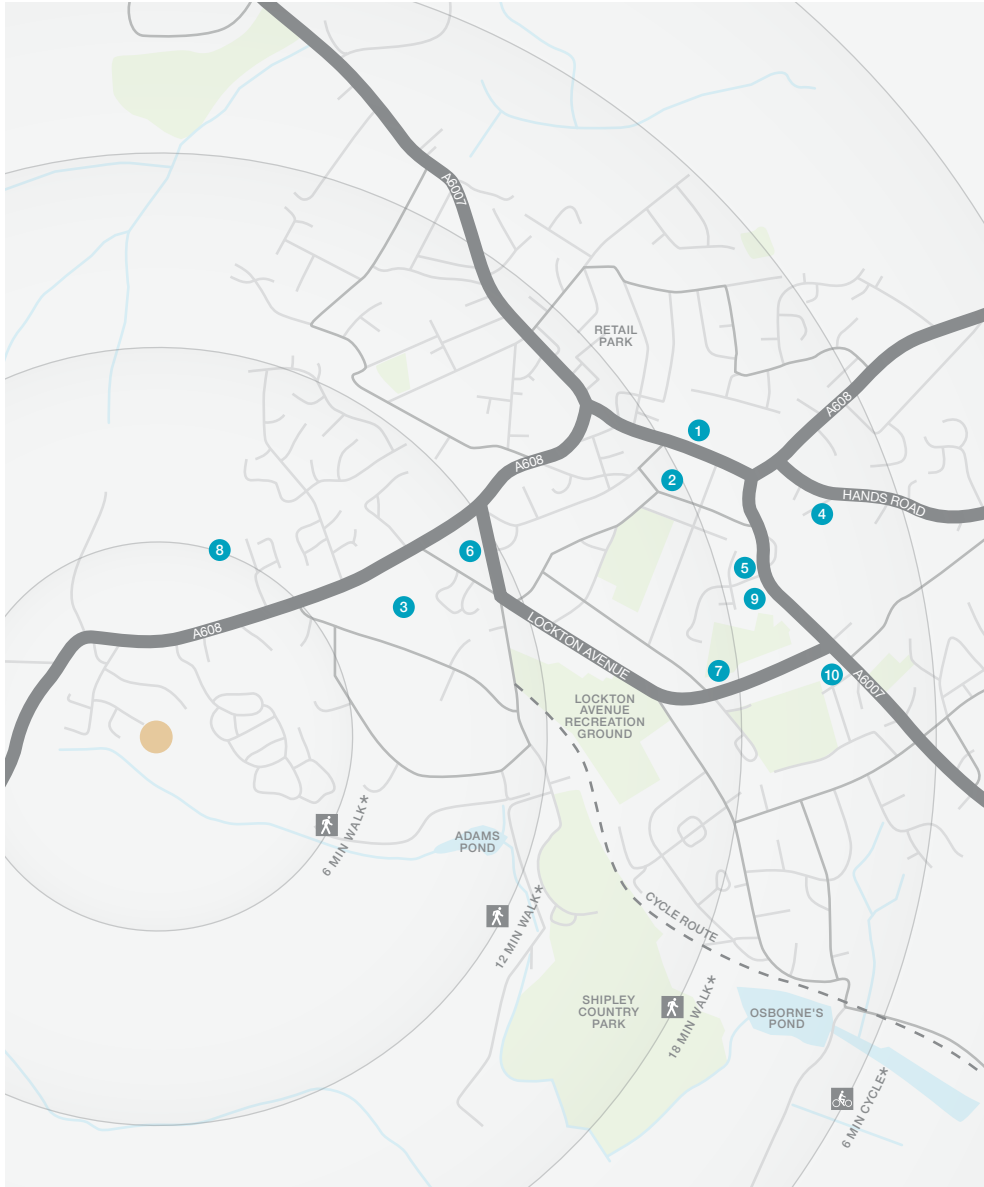 A6007
RETAIL
PARK
A608
1
A608
2
HANDS ROAD
4
8
6
5
3
9
A608
LOCKTON AVENUE
7
10
A6007
LOCKTON
AVENUE
RECREATION
GROUND
6 MIN WALK*
ADAMS
POND
12 MIN WALK*
CYCLE ROUTE
SHIPLEY
COUNTRY
PARK
18 MIN WALK*
OSBORNE'S
POND
6 MIN CYCLE*